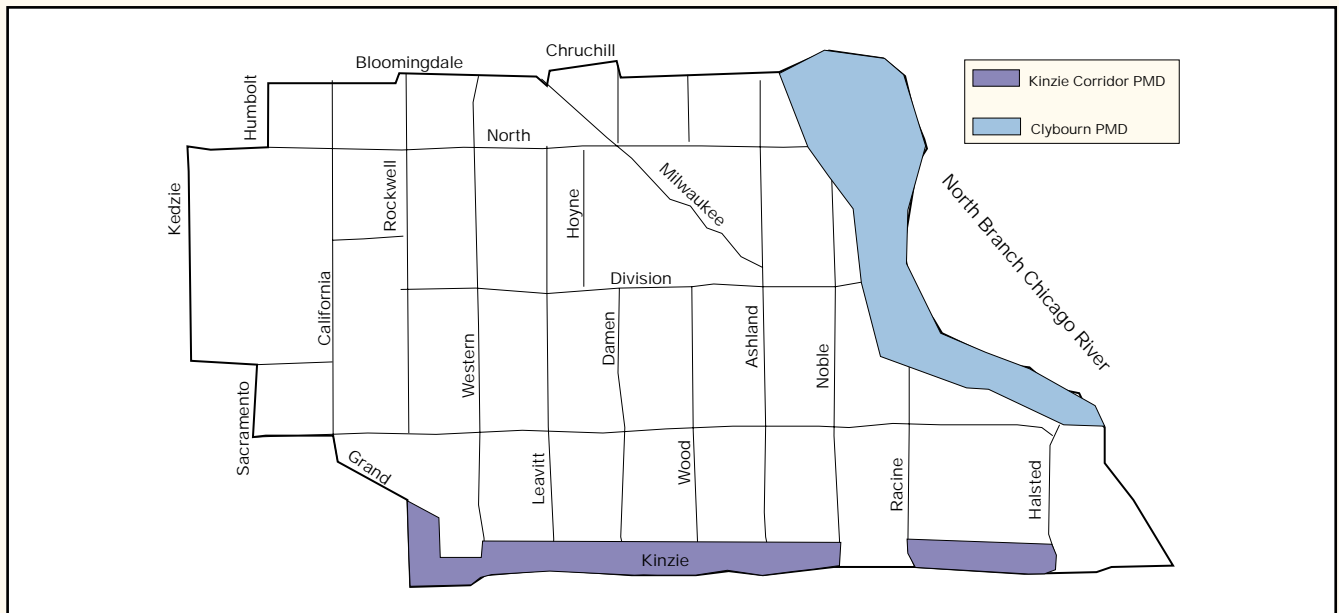 Chruchill
Bloomingdale
Humbolt
Kinzie Corridor PMD
Clybourn PMD
North
Kedzie
Rockwell
Hoyne
Milwaukee
North Branch Chicago River
California
Division
Western
Damen
Ashland
Noble
Sacramento
Grand
Leavitt
Wood
Racine
Halsted
Kinzie